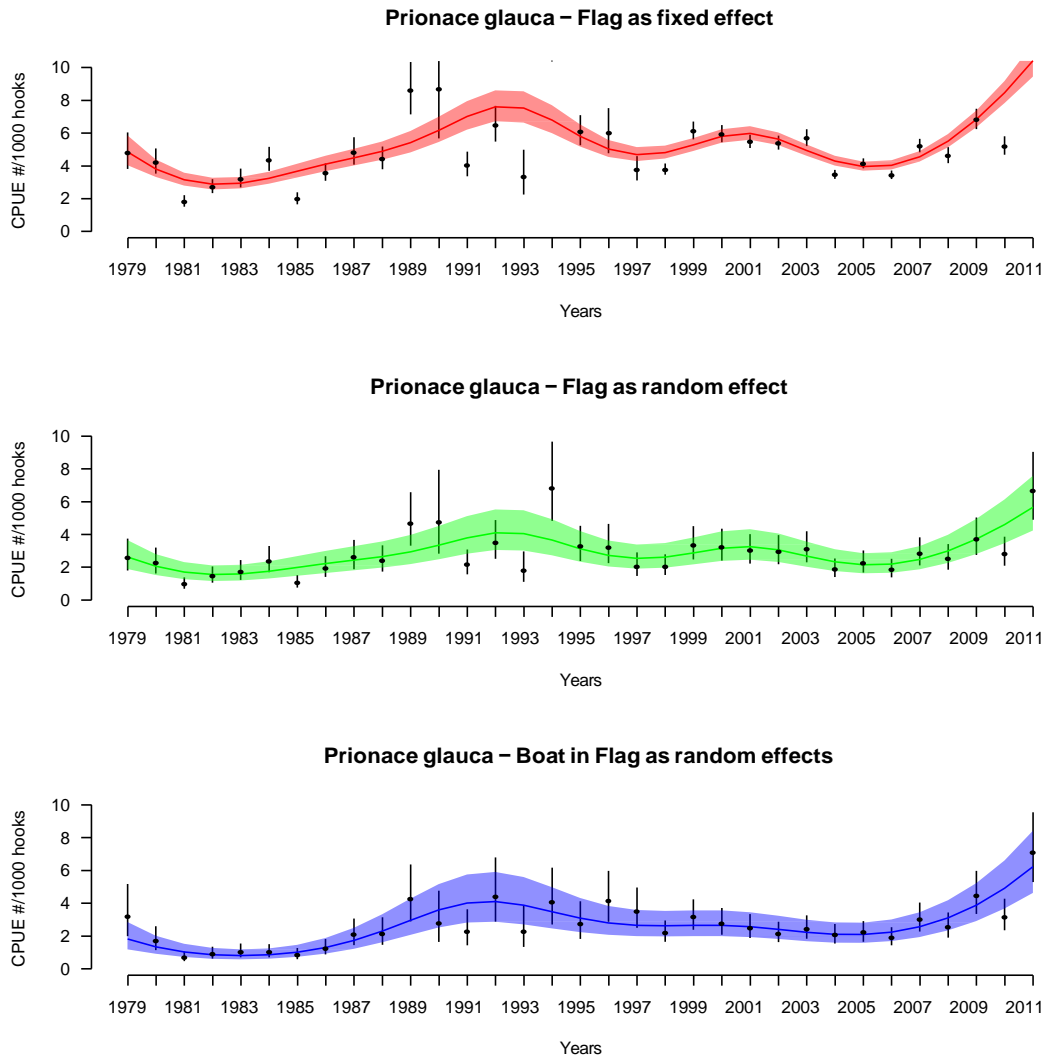 Prionace glauca − Flag as fixed effect
CPUE #/1000 hooks
10
8
6
4
2
0
1979 1981 1983 1985 1987 1989 1991 1993 1995 1997 1999 2001 2003 2005 2007 2009 2011
Years
Prionace glauca − Flag as random effect
CPUE #/1000 hooks
10
8
6
4
2
0
1979 1981 1983 1985 1987 1989 1991 1993 1995 1997 1999 2001 2003 2005 2007 2009 2011
Years
Prionace glauca − Boat in Flag as random effects
CPUE #/1000 hooks
10
8
6
4
2
0
1979 1981 1983 1985 1987 1989 1991 1993 1995 1997 1999 2001 2003 2005 2007 2009 2011
Years